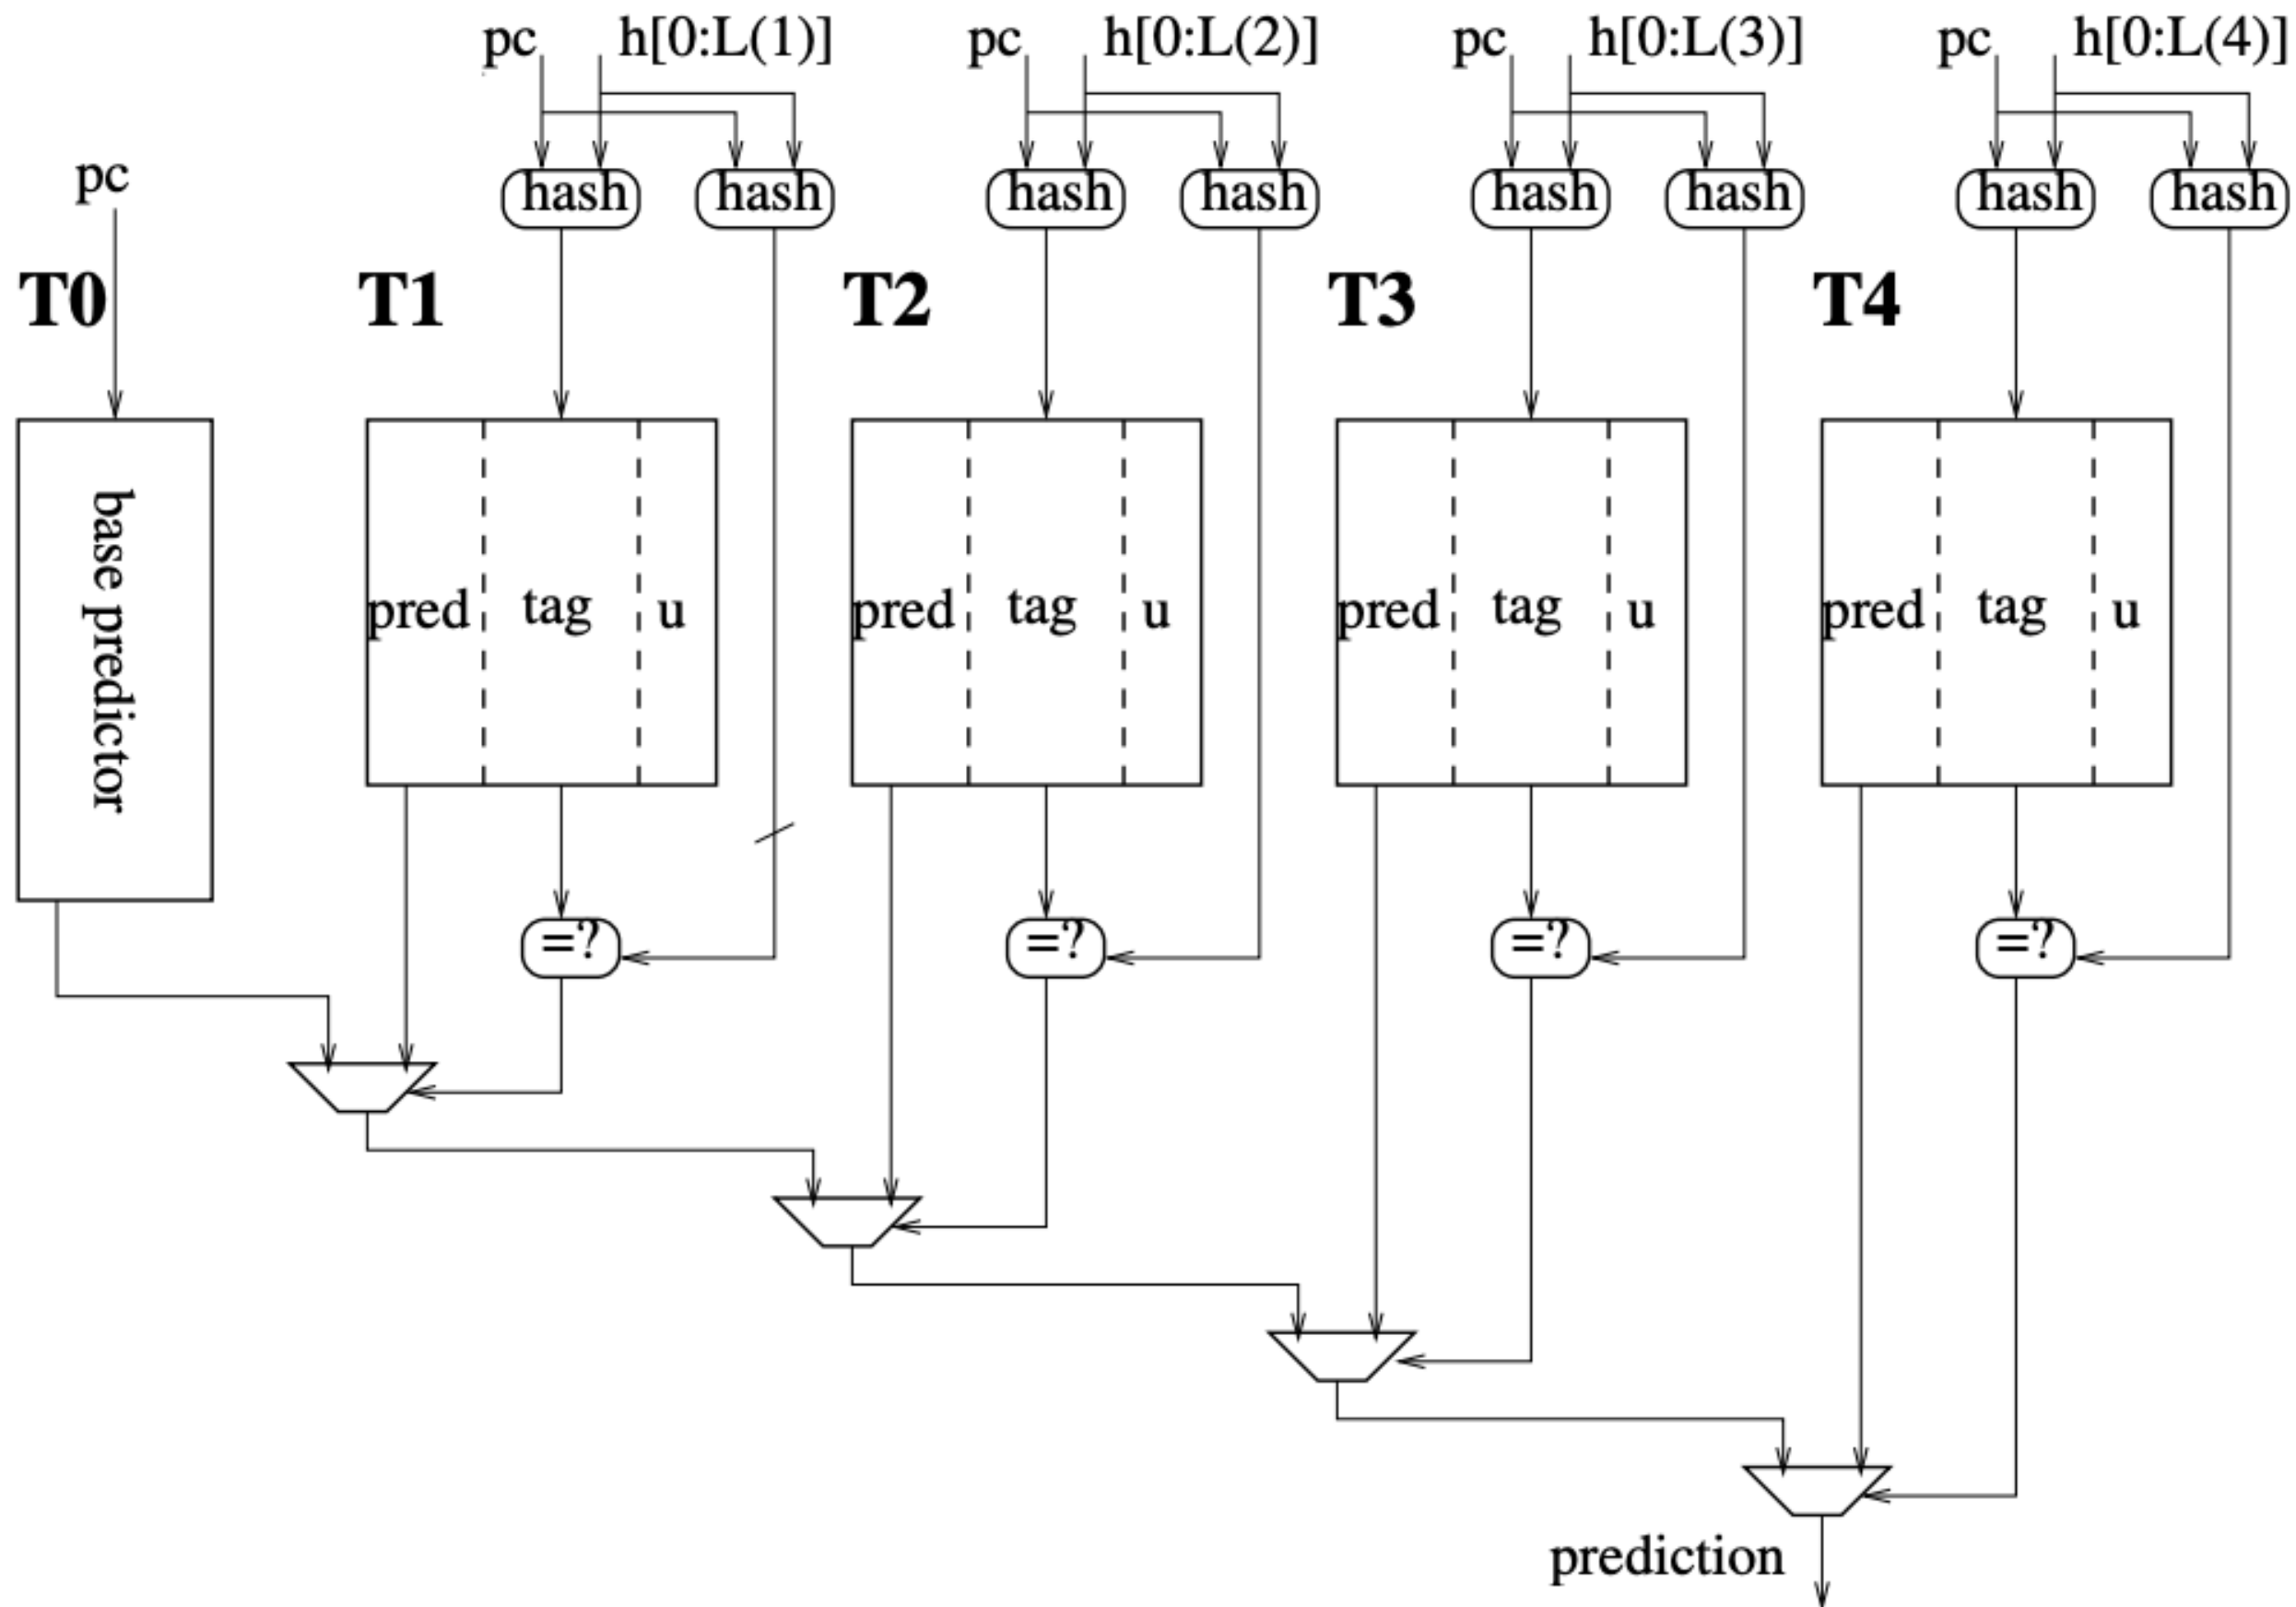 pc h[0:L(1)] pc h[0:L(2)] pc h[0:L(3)] pc h[0:L(4)]
pc
hash hash hash hash hash hash hash hash
T0 T1 T2 T3 T4
base predictor
pred tag u pred tag u pred tag u pred tag u
=? =? =? =?
prediction